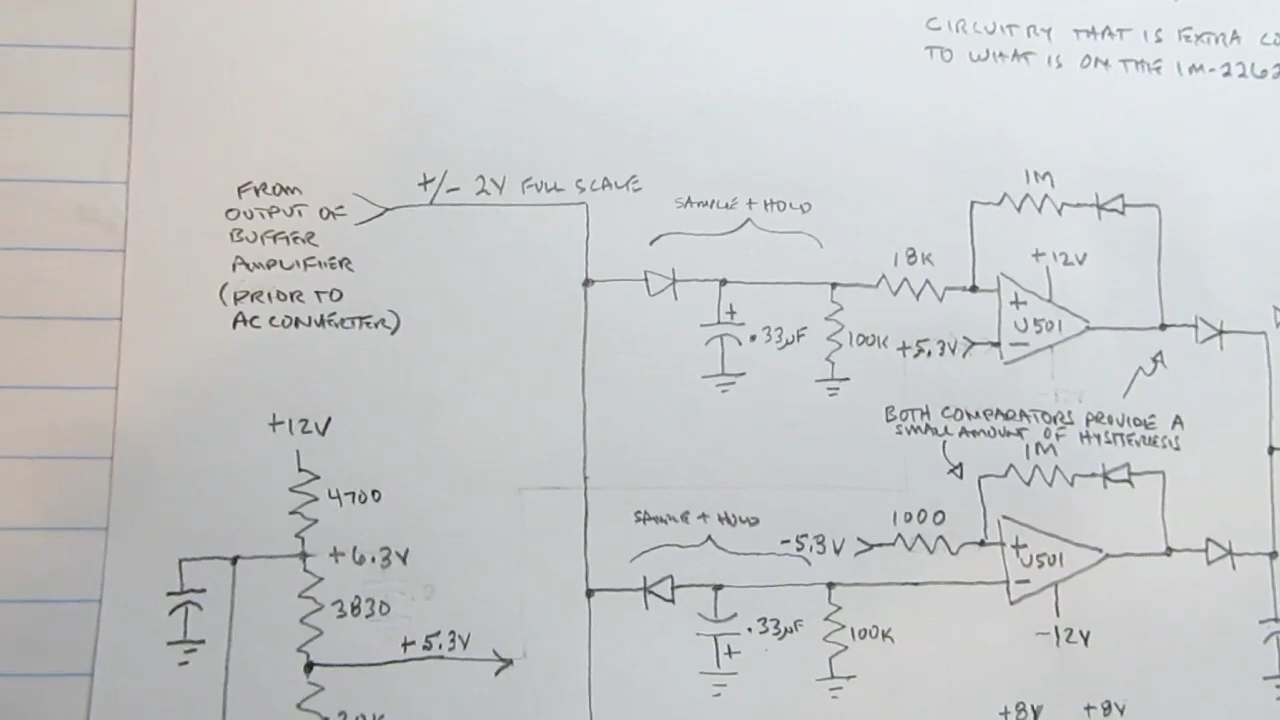 CIRCUITRY THAT IS EXTRA
TO WHAT IS ON THE IM-2262
FROM
OUTPUT OF
BUFFER
AMPLIFIER
(PRIOR TO
AC CONVERTER)
+/- 2V FULL SCALE
SAMPLE + HOLD
.33µF
100K
18K
1M
+12V
+
U501
-
+5.3V
BOTH COMPARATORS PROVIDE A
SMALL AMOUNT OF HYSTERESIS
1M
SAMPLE + HOLD
-5.3V
1000
+
U501
-
-12V
.33µF
+
100K
+12V
4700
+6.3V
3830
+5.3V
+8V
+8V